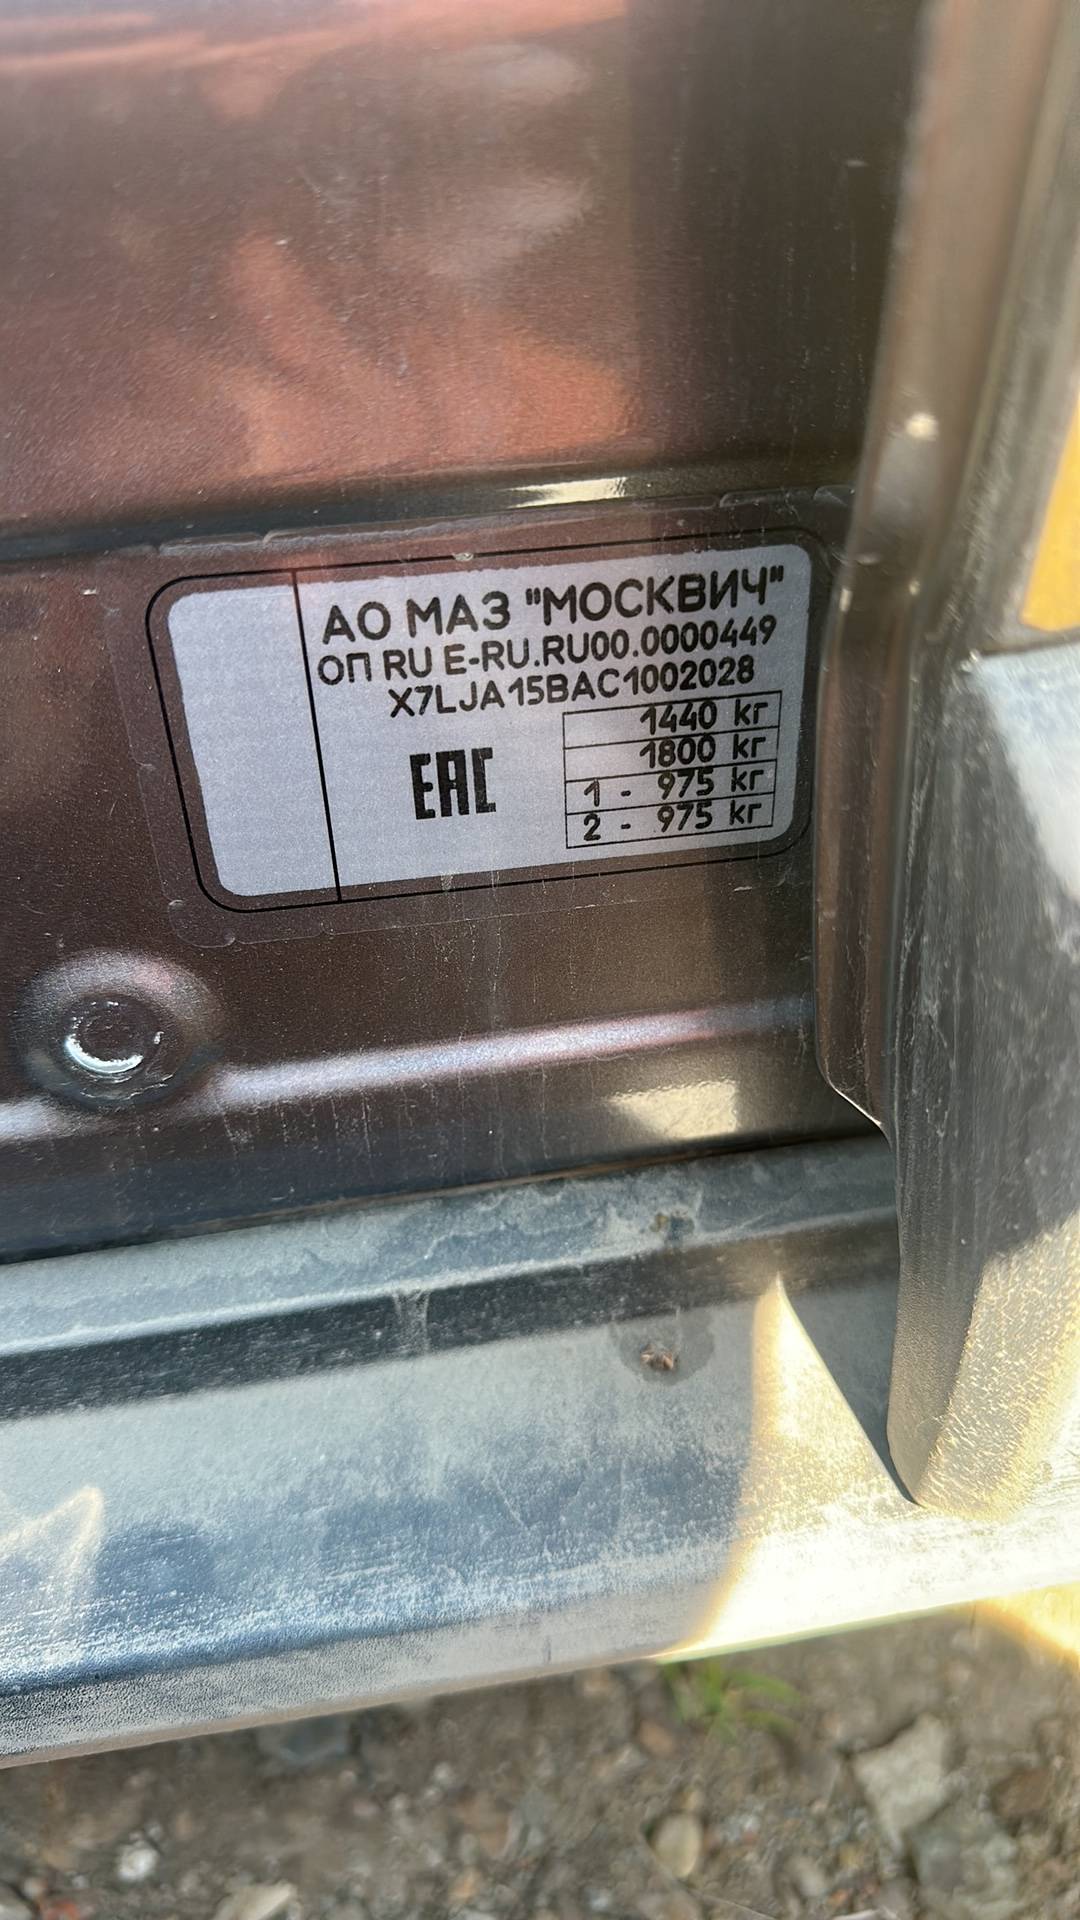 АО МАЗ "МОСКВИЧ"
ОП RU E-RU.RU00.0000449
X7LJA15BAC1002028
1440 кг
1800 кг
1 - 975 кг
2 - 975 кг
EAC